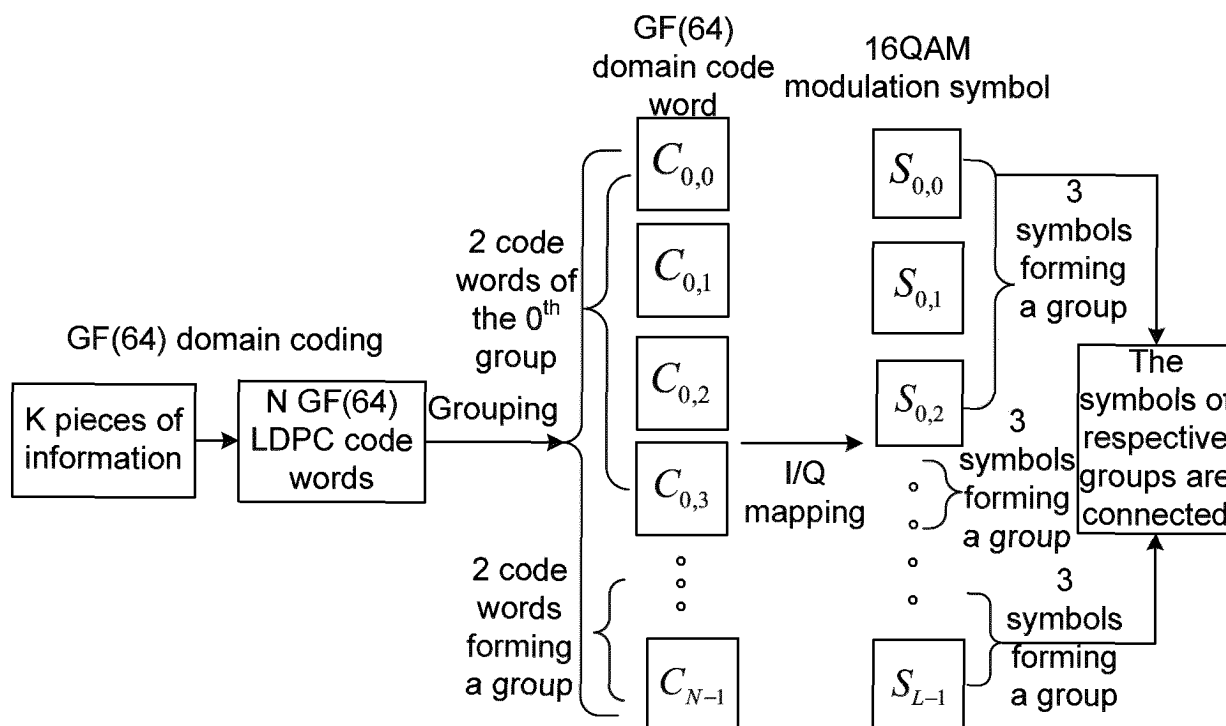 GF(64)
domain code
word
16QAM
modulation symbol
C0,0
C0,1
C0,2
C0,3
CN−1
S0,0
S0,1
S0,2
SL−1
2 code
words of
the 0th
group
GF(64) domain coding
K pieces of
information
N GF(64)
LDPC code
words
Grouping
2 code
words
forming
a group
I/Q
mapping
3
symbols
forming
a group
3
symbols
forming
a group
3
symbols
forming
a group
The
symbols of
respective
groups are
connected